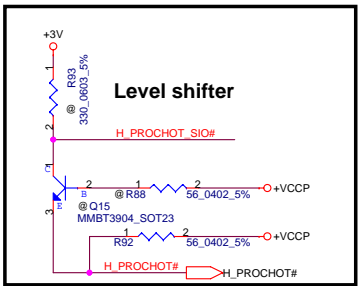 +3V
1
R93
@
330_0603_5%
2
Level shifter
H_PROCHOT_SIO#
C
1
2
B
@ R88
1
2
56_0402_5%
+VCCP
E
3
@ Q15
MMBT3904_SOT23
R92
1
2
56_0402_5%
+VCCP
H_PROCHOT#
H_PROCHOT#